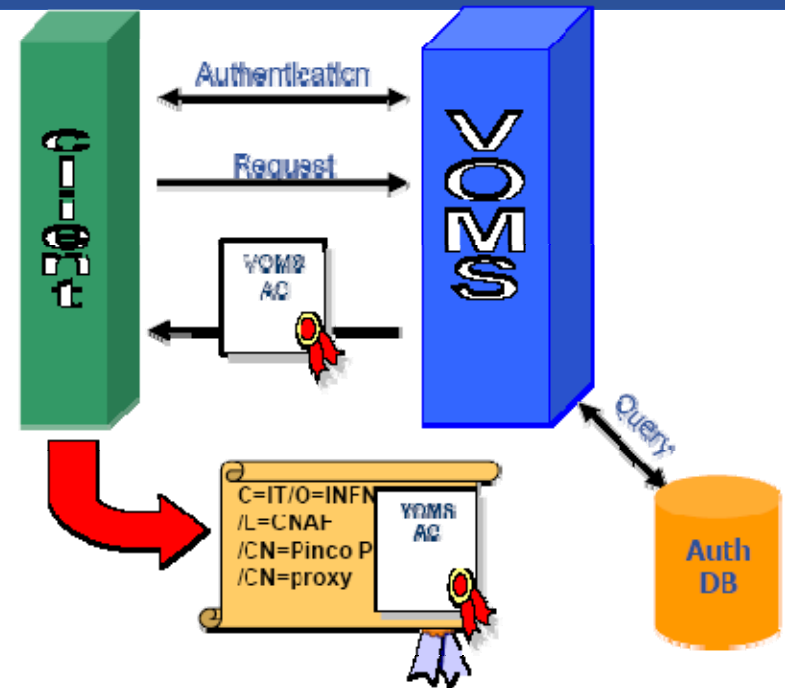 Authentication
Client
VOMS
Request
VOMS
AC
Query
C=IT/O=INFN
/L=CNAF
/CN=Pinco P
/CN=proxy
VOMS
AC
Auth
DB